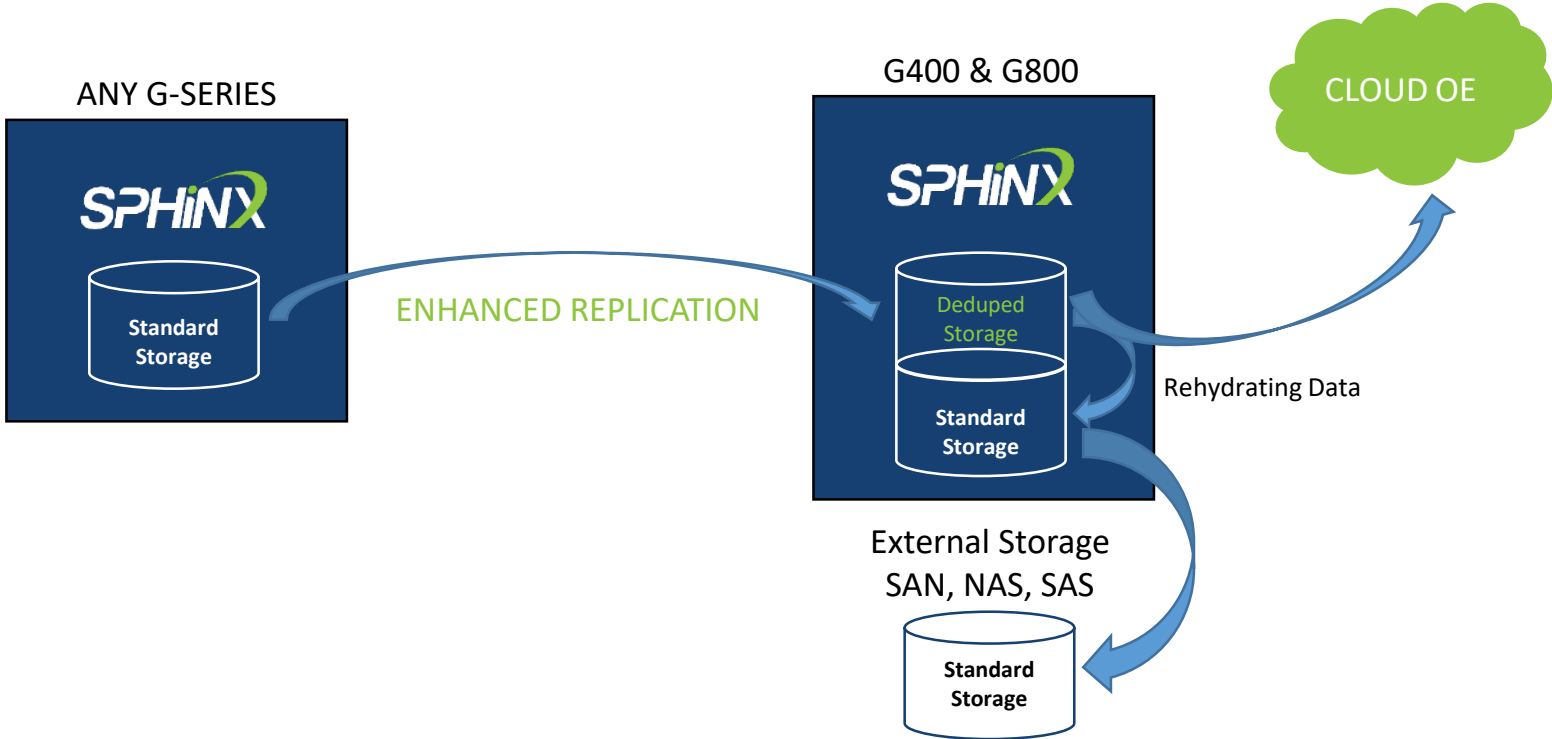 ANY G-SERIES
SPHiNX
Standard
Storage
ENHANCED REPLICATION
G400 & G800
SPHiNX
Deduped
Storage
Standard
Storage
Rehydrating Data
CLOUD OE
External Storage
SAN, NAS, SAS
Standard
Storage